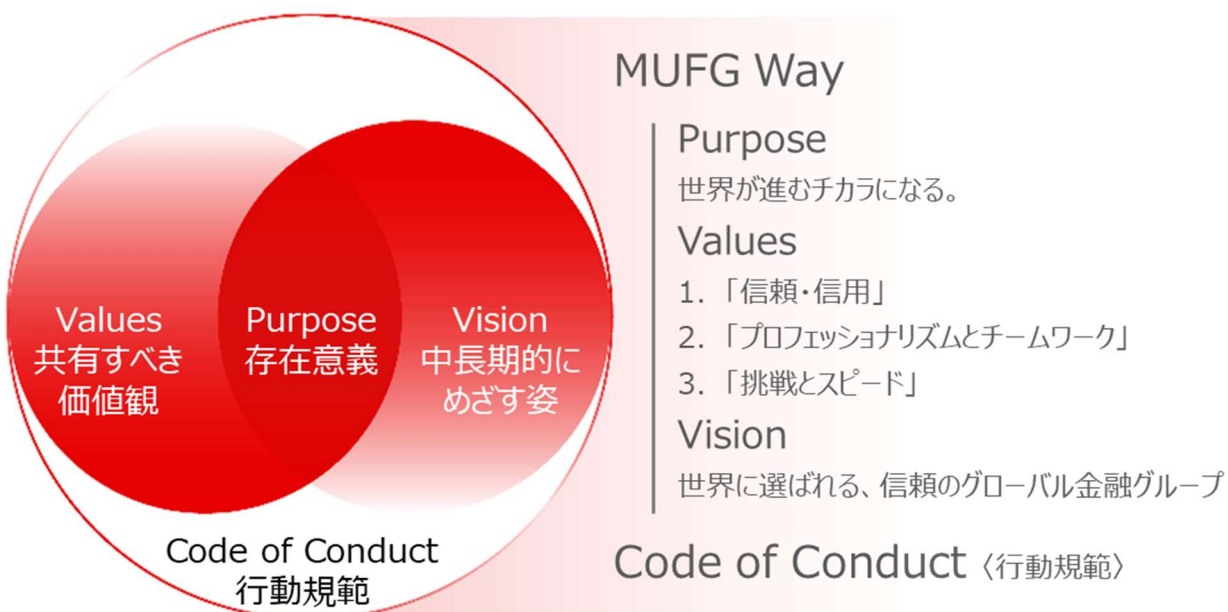 Values
共有すべき
価値観
Purpose
存在意義
Vision
中長期的に
めざす姿
Code of Conduct
行動規範
MUFG Way
Purpose
世界が進むチカラになる。
Values
1. 「信頼・信用」
2. 「プロフェッショナリズムとチームワーク」
3. 「挑戦とスピード」
Vision
世界に選ばれる、信頼のグローバル金融グループ
Code of Conduct〈行動規範〉